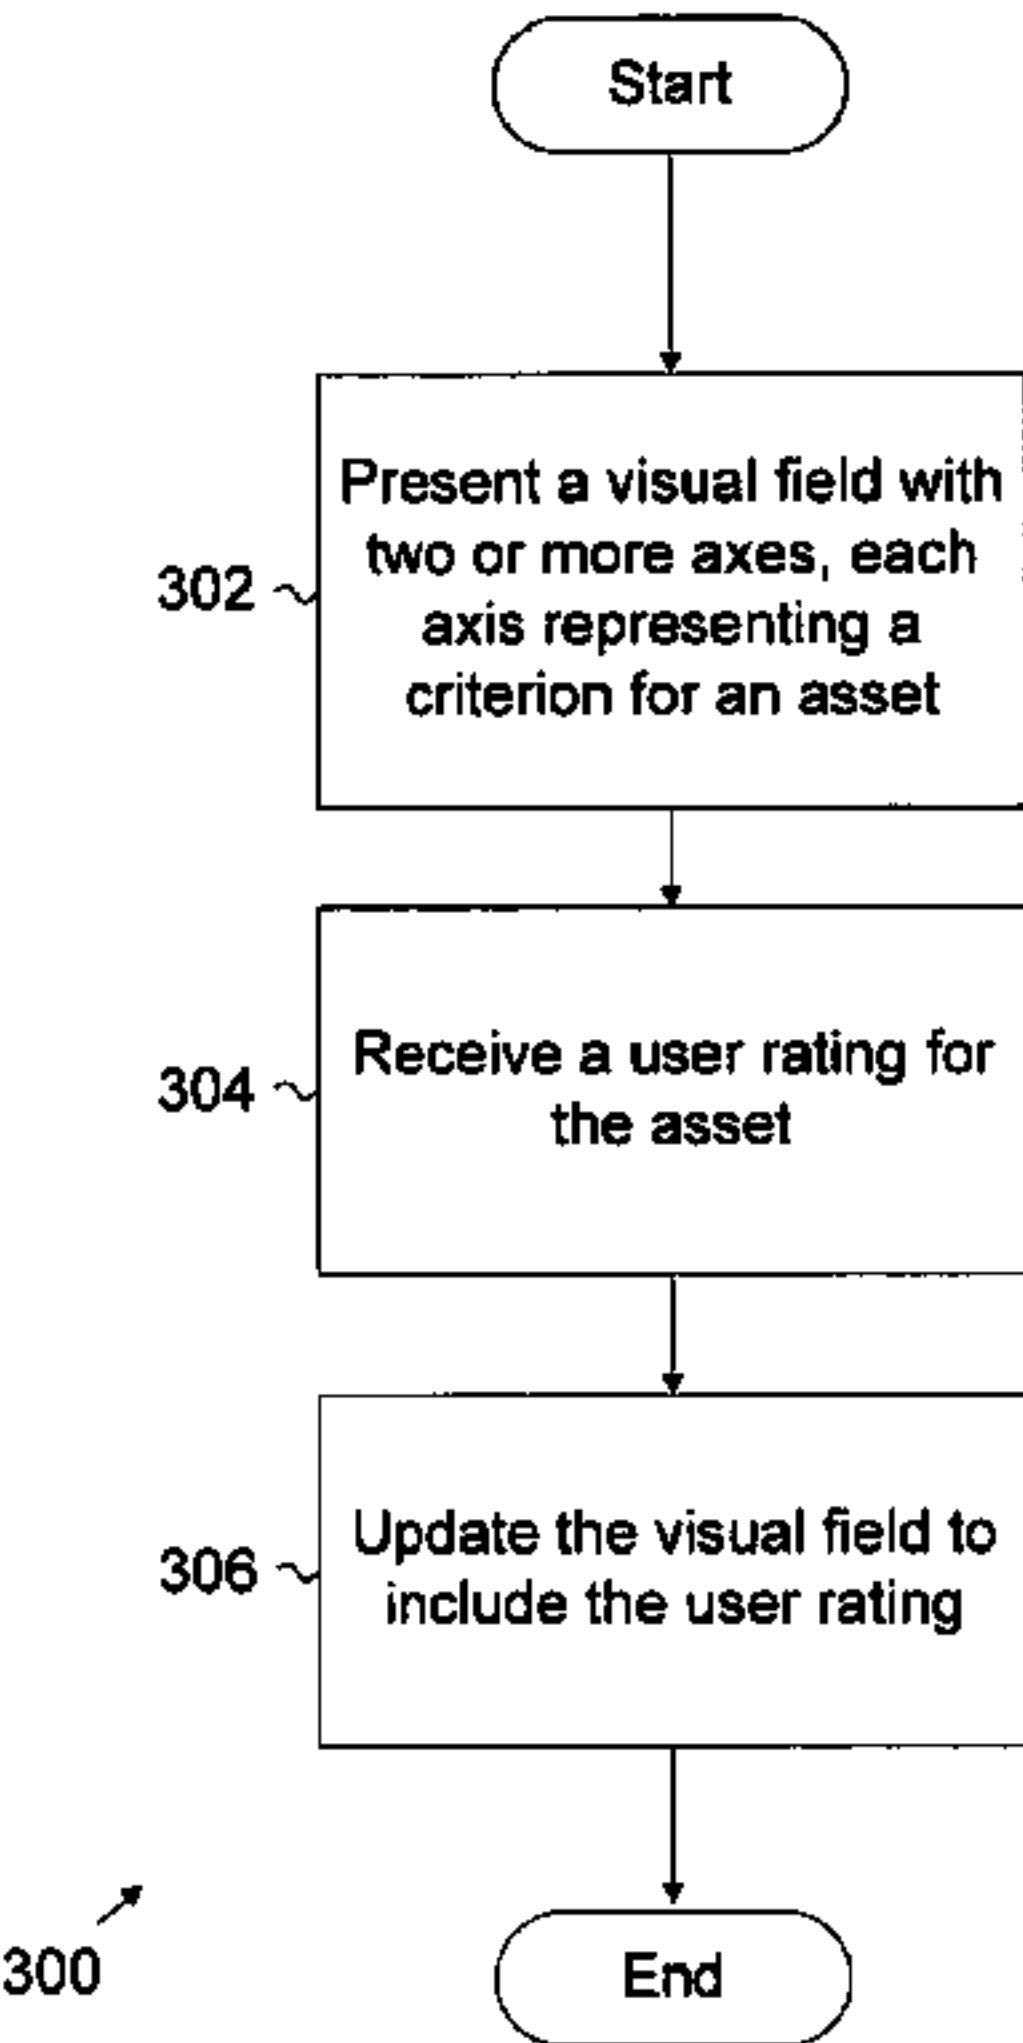 Start
Present a visual field with
two or more axes, each
axis representing a
criterion for an asset
302
Receive a user rating for
the asset
304
Update the visual field to
include the user rating
306
300
End